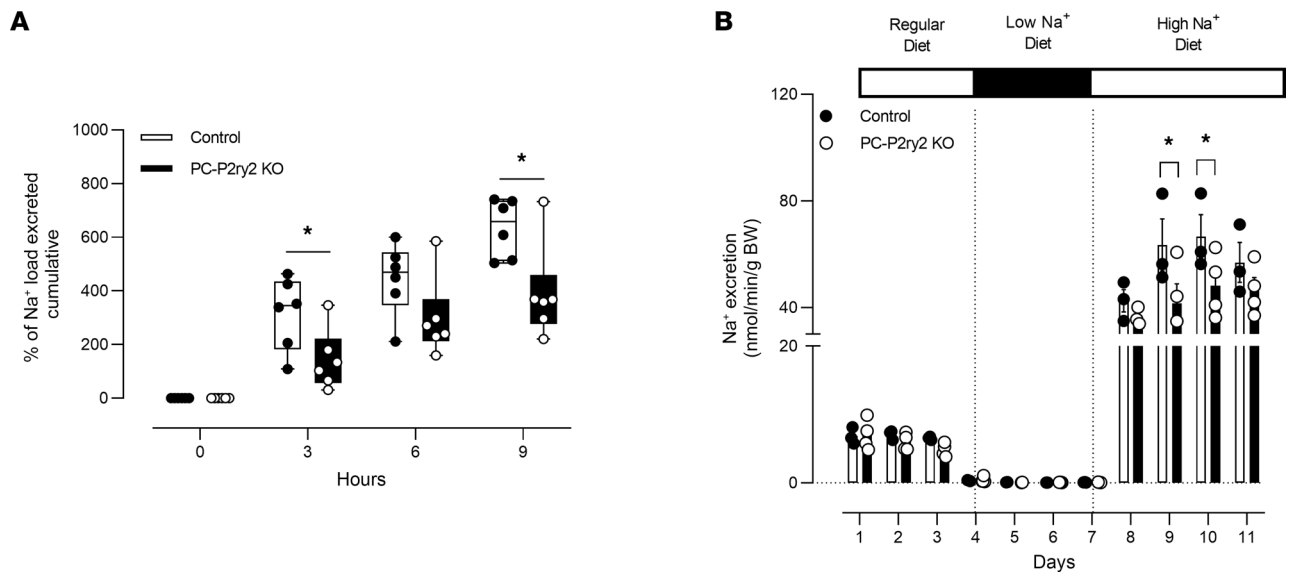 A
1000
800
600
400
200
0
% of Na⁺ load excreted
cumulative
Control
PC-P2ry2 KO
*
*
0
3
6
9
Hours
B
Regular
Diet
Low Na⁺
Diet
High Na⁺
Diet
120
80
40
20
0
Na⁺ excretion
(nmol/min/g BW)
Control
PC-P2ry2 KO
*
*
1
2
3
4
5
6
7
8
9
10
11
Days